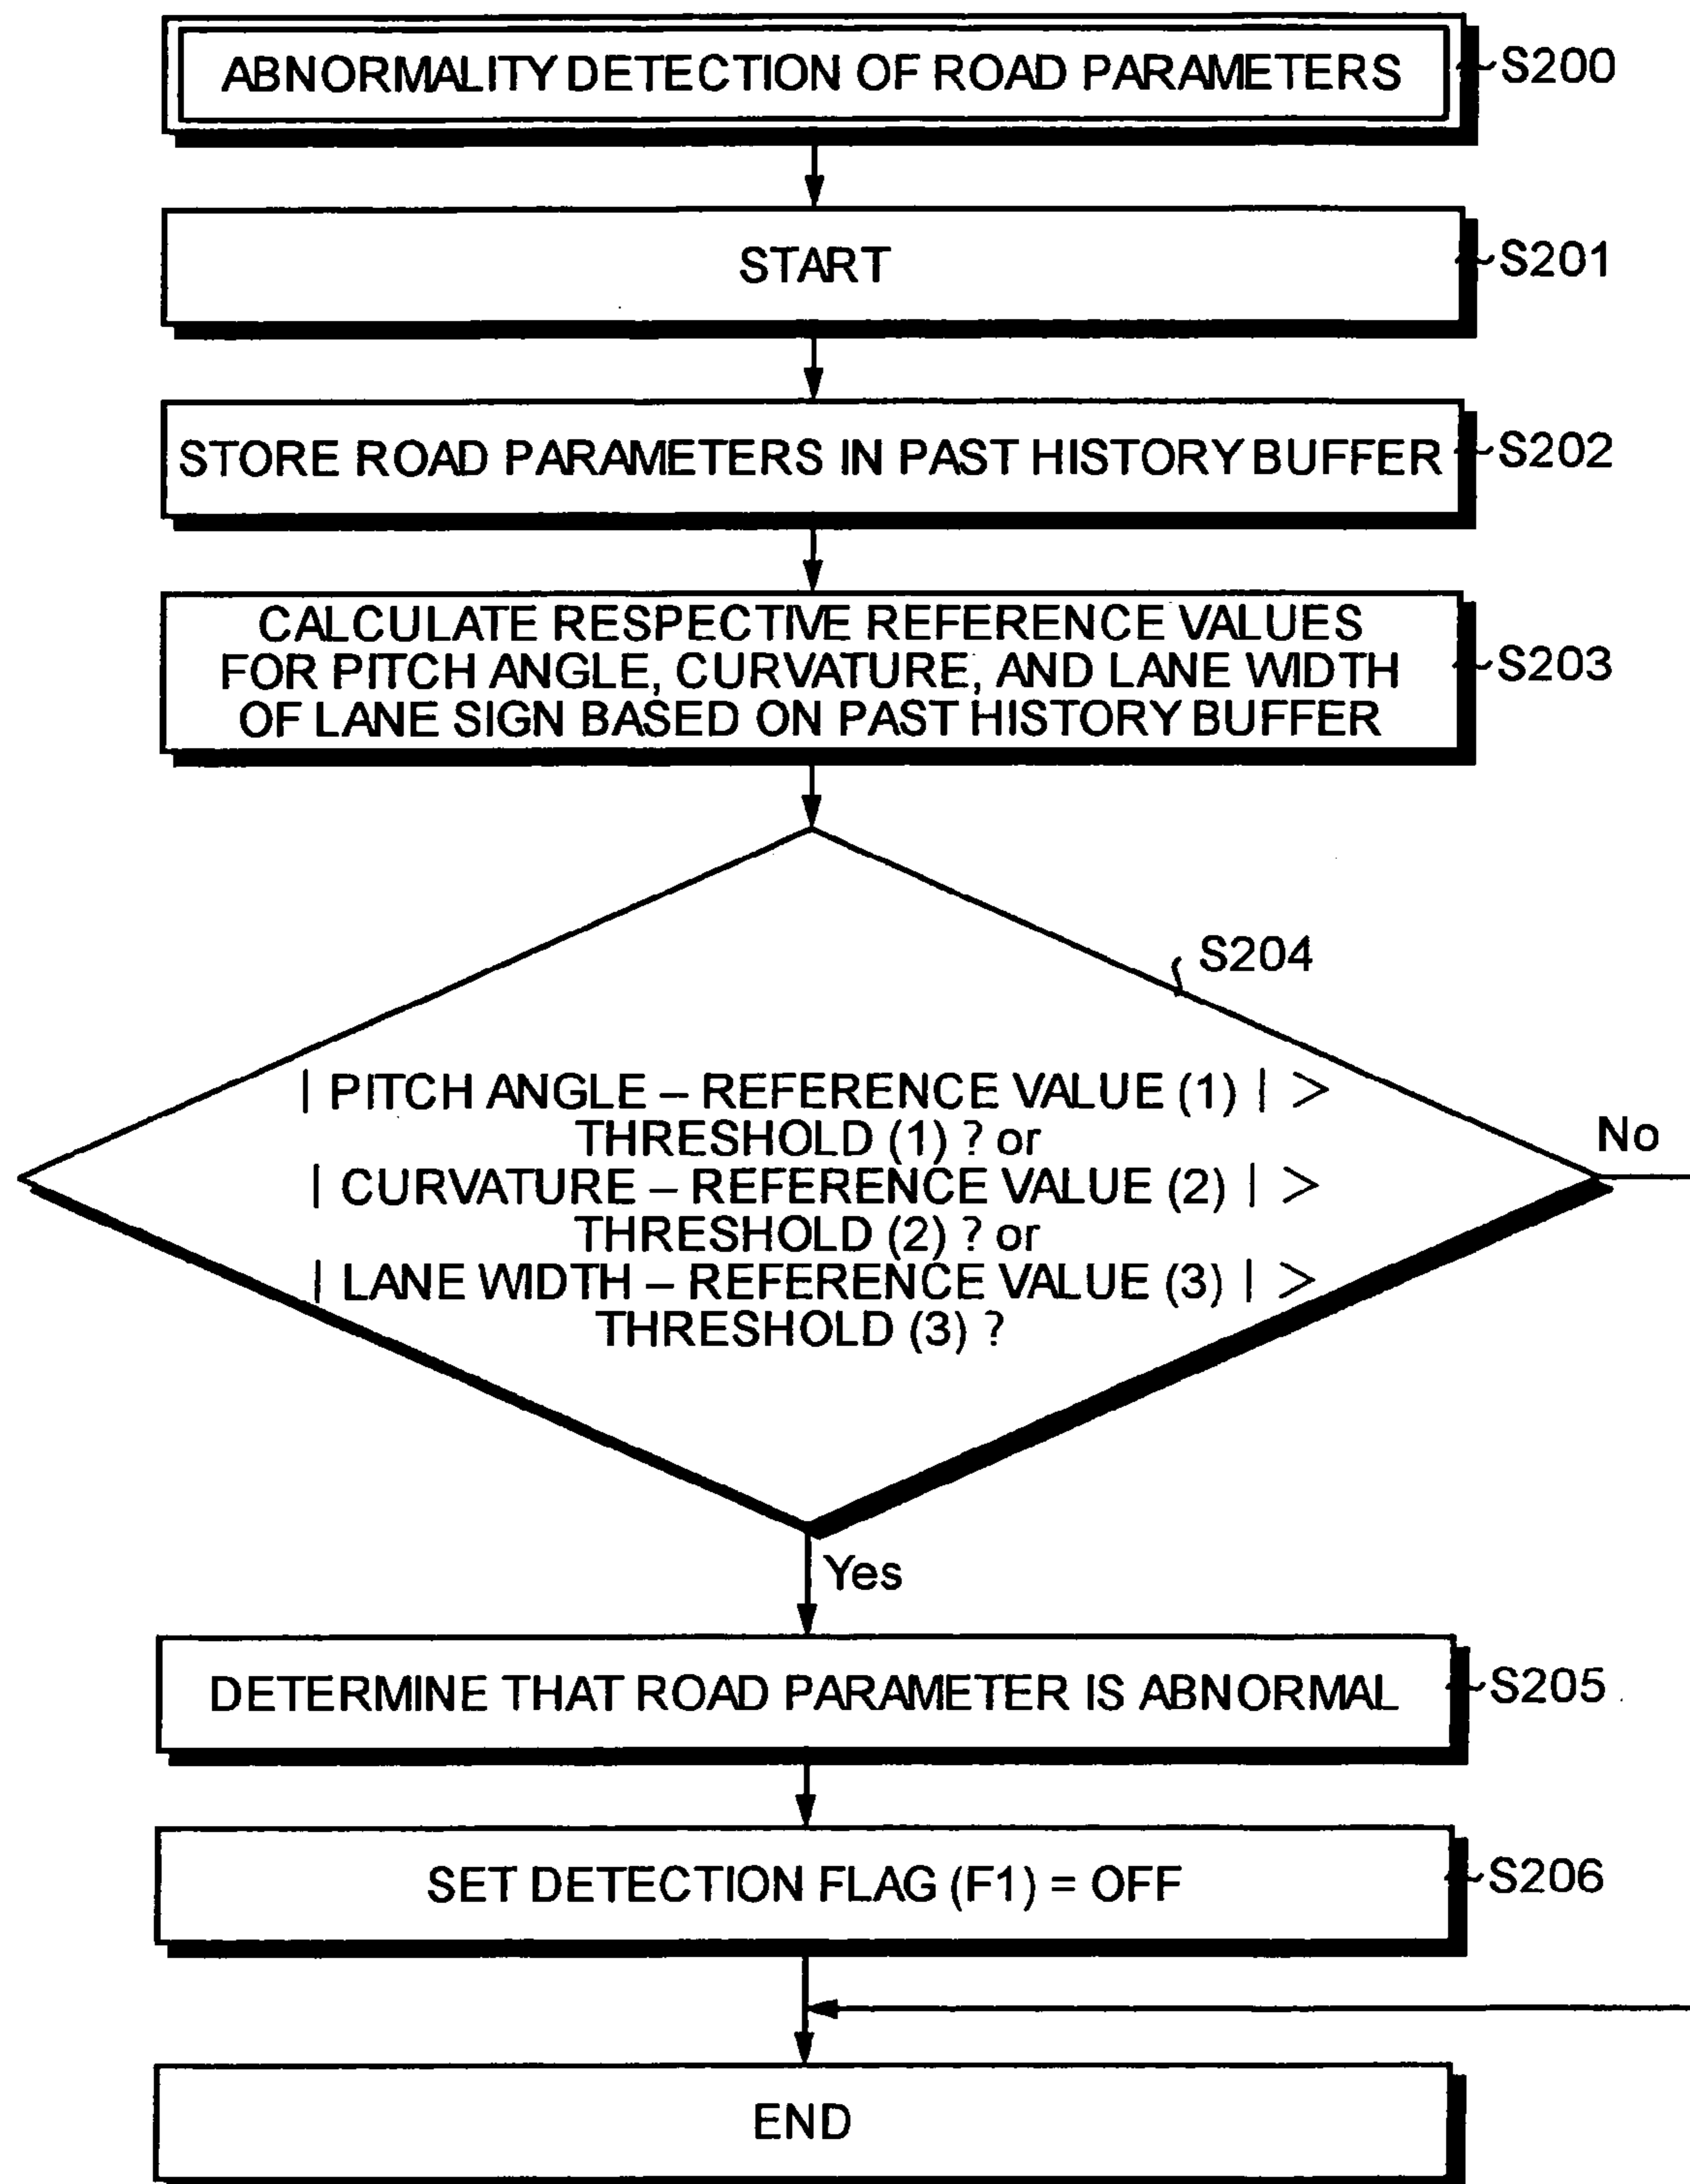 ABNORMALITY DETECTION OF ROAD PARAMETERS
S200
START
S201
STORE ROAD PARAMETERS IN PAST HISTORY BUFFER
S202
CALCULATE RESPECTIVE REFERENCE VALUES
FOR PITCH ANGLE, CURVATURE, AND LANE WIDTH
OF LANE SIGN BASED ON PAST HISTORY BUFFER
S203
S204
| PITCH ANGLE – REFERENCE VALUE (1) | >
THRESHOLD (1) ? or
| CURVATURE – REFERENCE VALUE (2) | >
THRESHOLD (2) ? or
| LANE WIDTH – REFERENCE VALUE (3) | >
THRESHOLD (3) ?
No
Yes
DETERMINE THAT ROAD PARAMETER IS ABNORMAL
S205
SET DETECTION FLAG (F1) = OFF
S206
END